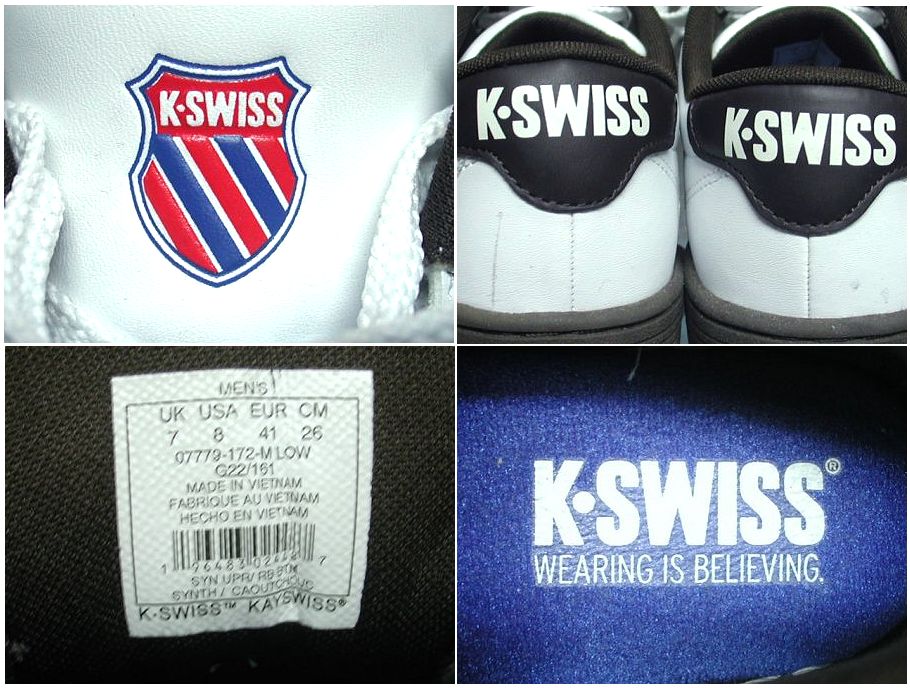 K·SWISS
K·SWISS
K·SWISS
MEN'S
UK USA EUR CM
7 8 41 26
07779-172-M LOW
G22/161
MADE IN VIETNAM
FABRIQUE AU VIETNAM
HECHO EN VIETNAM
SYN UPR/ RB BTM
SYNTH / CAOUTCHOUC
K-SWISS™ KAYSWISS®
K·SWISS®
WEARING IS BELIEVING.